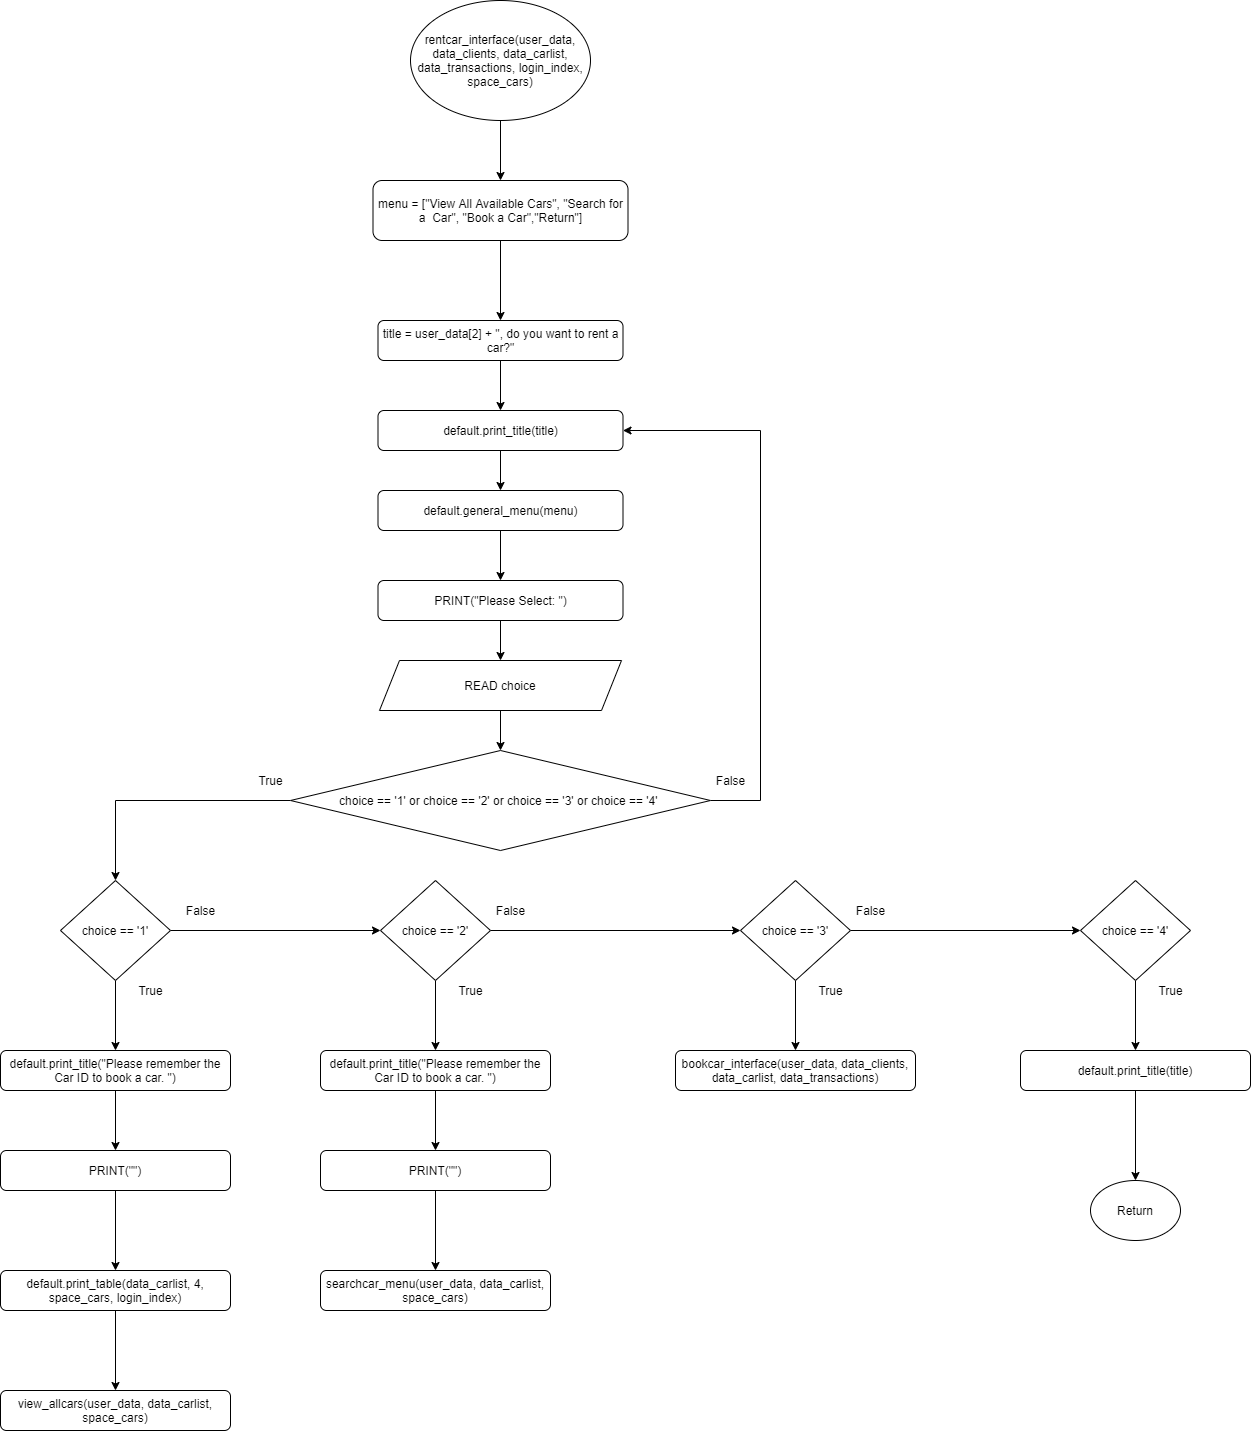 rentcar_interface(user_data,
data_clients, data_carlist,
data_transactions, login_index,
space_cars)
menu = ["View All Available Cars", "Search for
a  Car", "Book a Car","Return"]
title = user_data[2] + ", do you want to rent a
car?"
default.print_title(title)
default.general_menu(menu)
PRINT("Please Select: ")
READ choice
True
False
choice == '1' or choice == '2' or choice == '3' or choice == '4'
False
False
False
choice == '1'
choice == '2'
choice == '3'
choice == '4'
True
True
True
True
default.print_title("Please remember the
Car ID to book a car. ")
default.print_title("Please remember the
Car ID to book a car. ")
bookcar_interface(user_data, data_clients,
data_carlist, data_transactions)
default.print_title(title)
PRINT("")
PRINT("")
Return
default.print_table(data_carlist, 4,
space_cars, login_index)
searchcar_menu(user_data, data_carlist,
space_cars)
view_allcars(user_data, data_carlist,
space_cars)